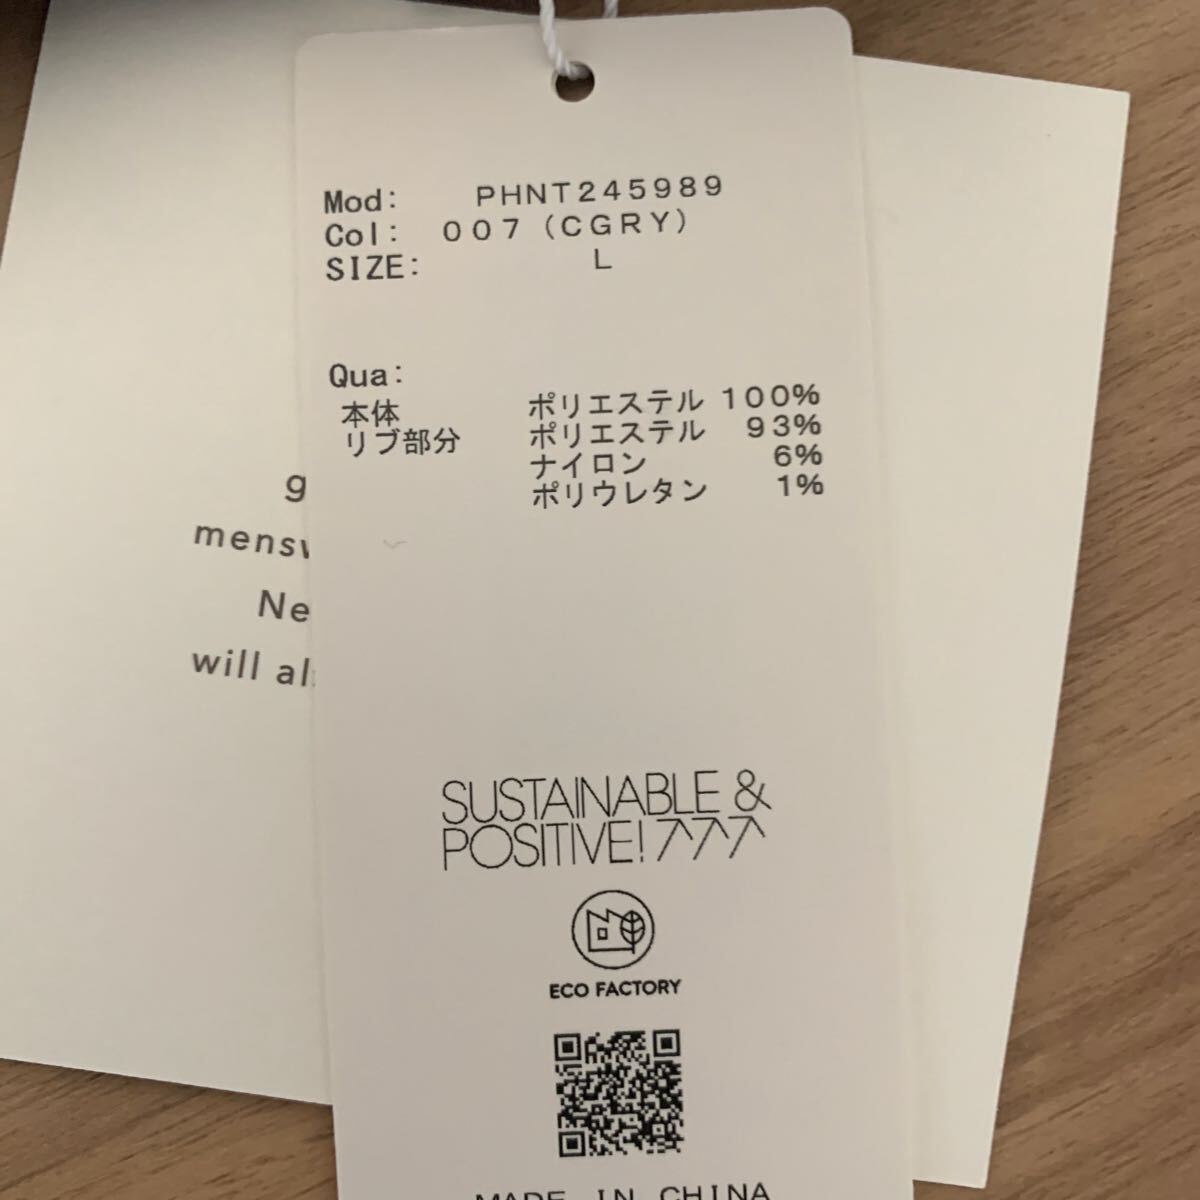 Mod: PHNT245989
Col: 007(CGRY)
SIZE: L
Qua:
本体 ポリエステル 100%
リブ部分 ポリエステル 93%
ナイロン 6%
ポリウレタン 1%
SUSTAINABLE &
POSITIVE!
ECO FACTORY
MADE IN CHINA
Ne
will